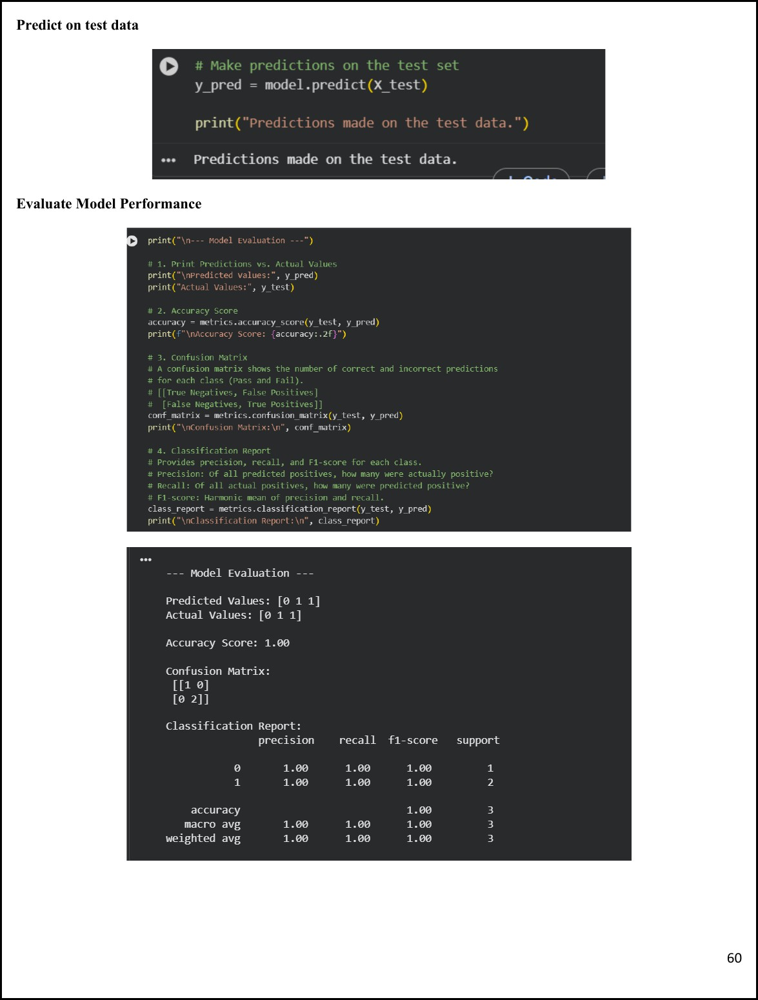 Predict on test data
# Make predictions on the test set
y_pred = model.predict(X_test)
print("Predictions made on the test data.")
Predictions made on the test data.
Evaluate Model Performance
print("\n--- Model Evaluation ---")
# 1. Print Predictions vs. Actual Values
print("\nPredicted Values:", y_pred)
print("Actual Values:", y_test)
# 2. Accuracy Score
accuracy = metrics.accuracy_score(y_test, y_pred)
print(f"\nAccuracy Score: {accuracy:.2f}")
# 3. Confusion Matrix
# A confusion matrix shows the number of correct and incorrect predictions
# for each class (Pass and Fail).
# [[True Negatives, False Positives]
#  [False Negatives, True Positives]]
conf_matrix = metrics.confusion_matrix(y_test, y_pred)
print("\nConfusion Matrix:\n", conf_matrix)
# 4. Classification Report
# Provides precision, recall, and F1-score for each class.
# Precision: Of all predicted positives, how many were actually positive?
# Recall: Of all actual positives, how many were predicted positive?
# F1-score: Harmonic mean of precision and recall.
class_report = metrics.classification_report(y_test, y_pred)
print("\nClassification Report:\n", class_report)
--- Model Evaluation ---
Predicted Values: [0 1 1]
Actual Values: [0 1 1]
Accuracy Score: 1.00
Confusion Matrix:
[[1 0]
[0 2]]
Classification Report:
precision recall f1-score support
0 1.00 1.00 1.00 1
1 1.00 1.00 1.00 2
accuracy 1.00 3
macro avg 1.00 1.00 1.00 3
weighted avg 1.00 1.00 1.00 3
60